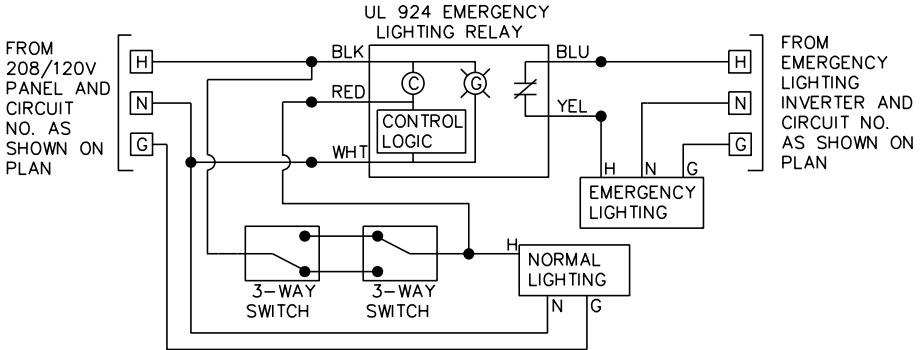 UL 924 EMERGENCY
LIGHTING RELAY
FROM
208/120V
PANEL AND
CIRCUIT
NO. AS
SHOWN ON
PLAN
H
N
G
BLK
RED
WHT
C
G
CONTROL
LOGIC
BLU
YEL
H
N
G
FROM
EMERGENCY
LIGHTING
INVERTER AND
CIRCUIT NO.
AS SHOWN ON
PLAN
H N G
EMERGENCY
LIGHTING
3-WAY
SWITCH
3-WAY
SWITCH
H
NORMAL
LIGHTING
N G